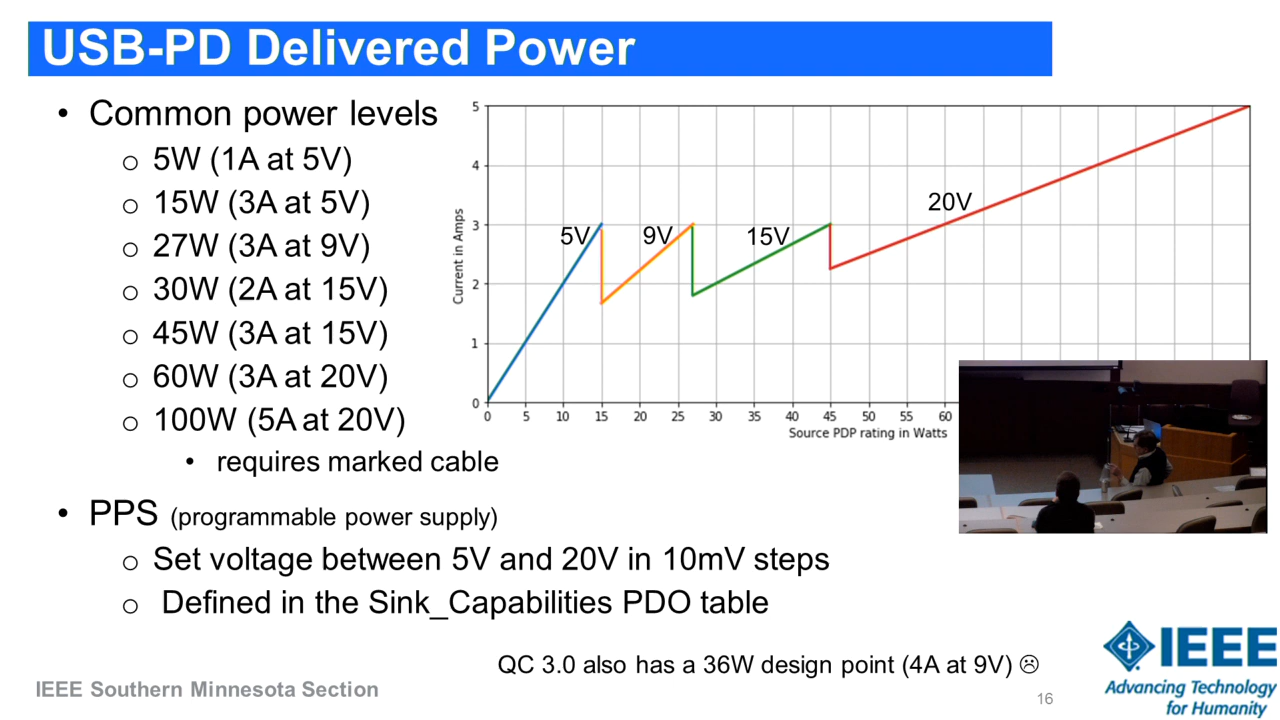 USB-PD Delivered Power
• Common power levels
o 5W (1A at 5V)
o 15W (3A at 5V)
o 27W (3A at 9V)
o 30W (2A at 15V)
o 45W (3A at 15V)
o 60W (3A at 20V)
o 100W (5A at 20V)
• requires marked cable
• PPS (programmable power supply)
o Set voltage between 5V and 20V in 10mV steps
o Defined in the Sink_Capabilities PDO table
5
4
3
2
1
0
Current in Amps
5V
9V
15V
20V
0 5 10 15 20 25 30 35 40 45 50 55 60
Source PDP rating in Watts
QC 3.0 also has a 36W design point (4A at 9V) ☹
IEEE Southern Minnesota Section
16
IEEE
Advancing Technology
for Humanity